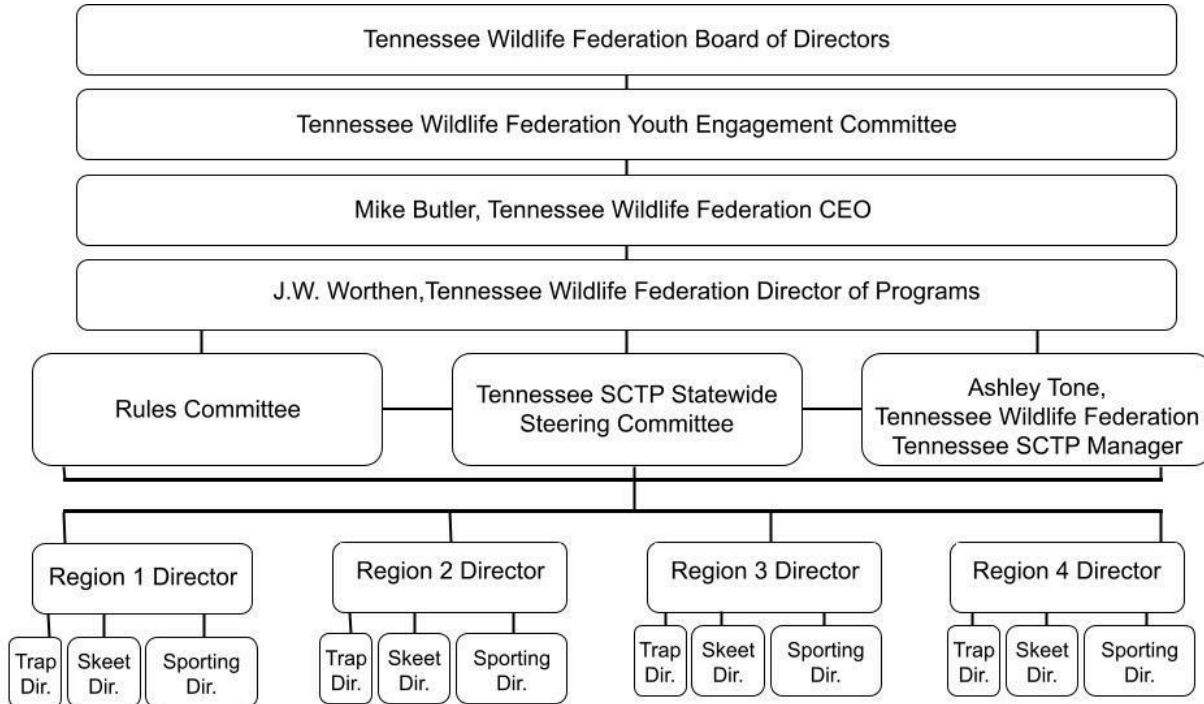 Tennessee Wildlife Federation Board of Directors
Tennessee Wildlife Federation Youth Engagement Committee
Mike Butler, Tennessee Wildlife Federation CEO
J.W. Worthen,Tennessee Wildlife Federation Director of Programs
Rules Committee
Tennessee SCTP Statewide
Steering Committee
Ashley Tone,
Tennessee Wildlife Federation
Tennessee SCTP Manager
Region 1 Director
Region 2 Director
Region 3 Director
Region 4 Director
Trap
Dir.
Skeet
Dir.
Sporting
Dir.
Trap
Dir.
Skeet
Dir.
Sporting
Dir.
Trap
Dir.
Skeet
Dir.
Sporting
Dir.
Trap
Dir.
Skeet
Dir.
Sporting
Dir.